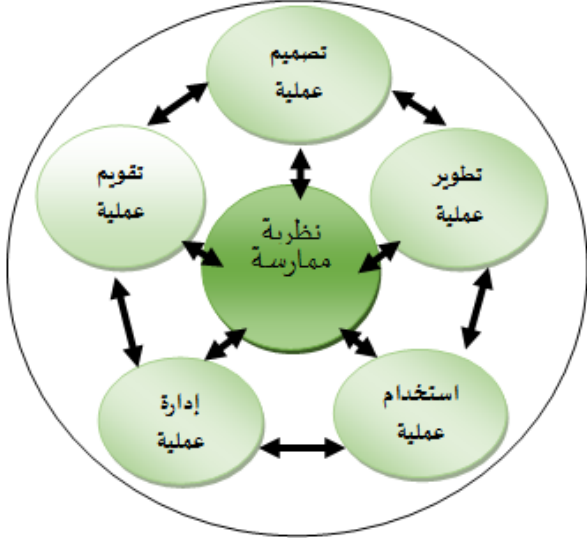 تصميم
عملية
تطوير
عملية
تقويم
عملية
نظرية
ممارسة
استخدام
عملية
إدارة
عملية